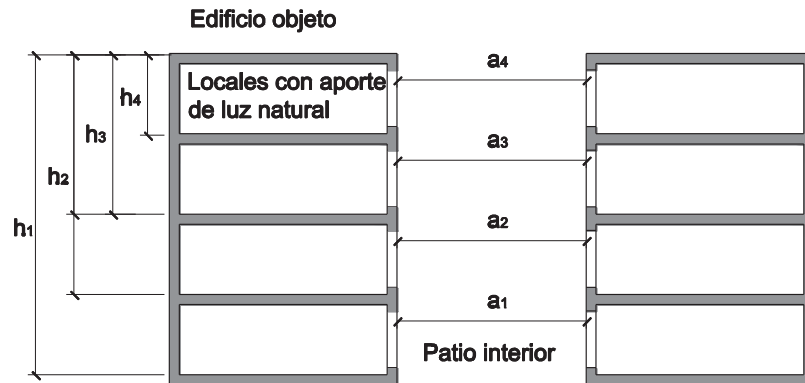 Edificio objeto
Locales con aporte
de luz natural
h4
h3
h2
h1
a4
a3
a2
a1
Patio interior